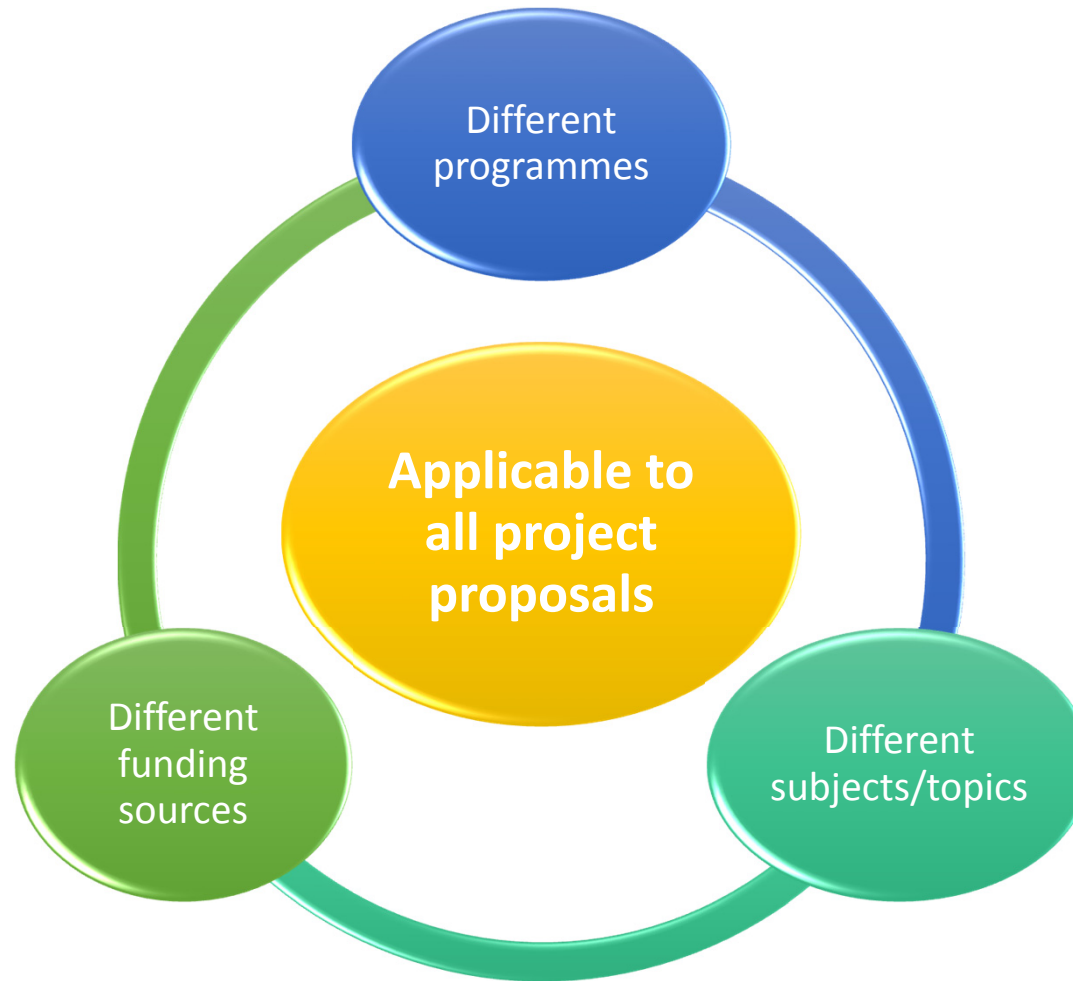 Different
programmes
Applicable to
all project
proposals
Different
funding
sources
Different
subjects/topics